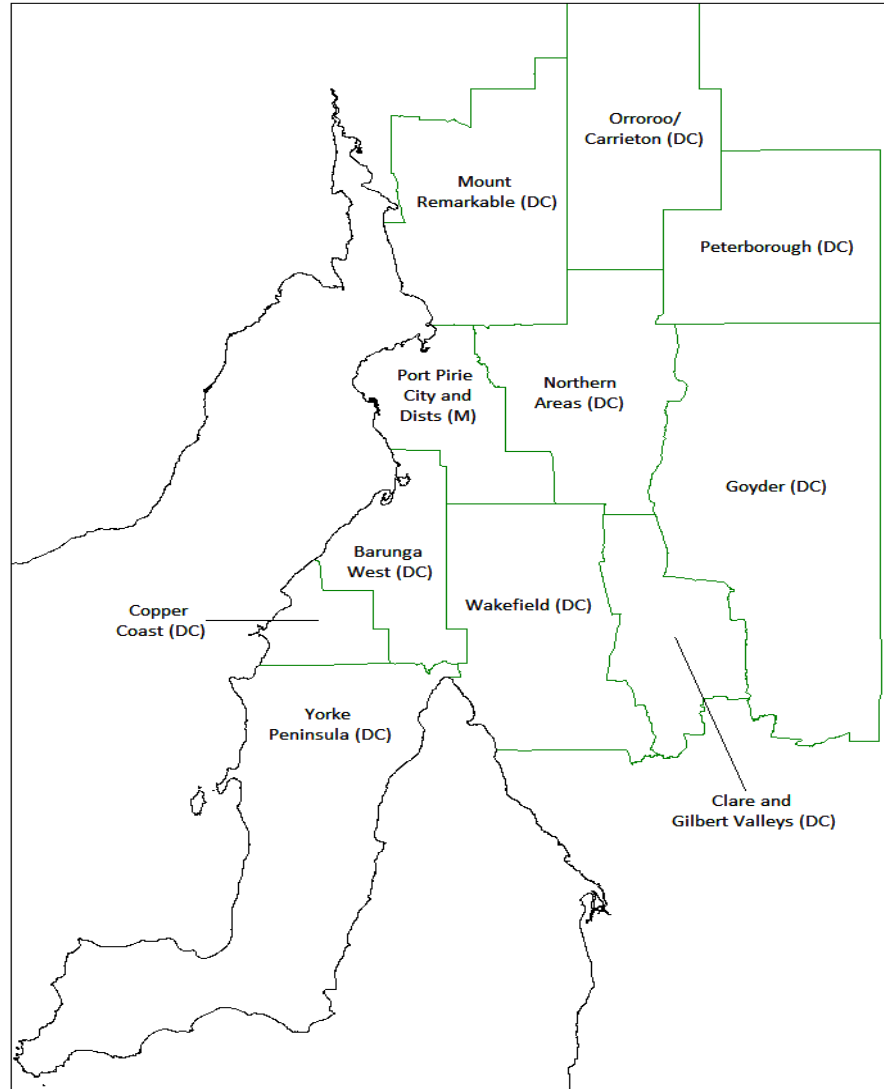 Orroroo/
Carrieton (DC)
Mount
Remarkable (DC)
Peterborough (DC)
Port Pirie
City and
Dists (M)
Northern
Areas (DC)
Goyder (DC)
Barunga
West (DC)
Wakefield (DC)
Copper
Coast (DC)
Yorke
Peninsula (DC)
Clare and
Gilbert Valleys (DC)